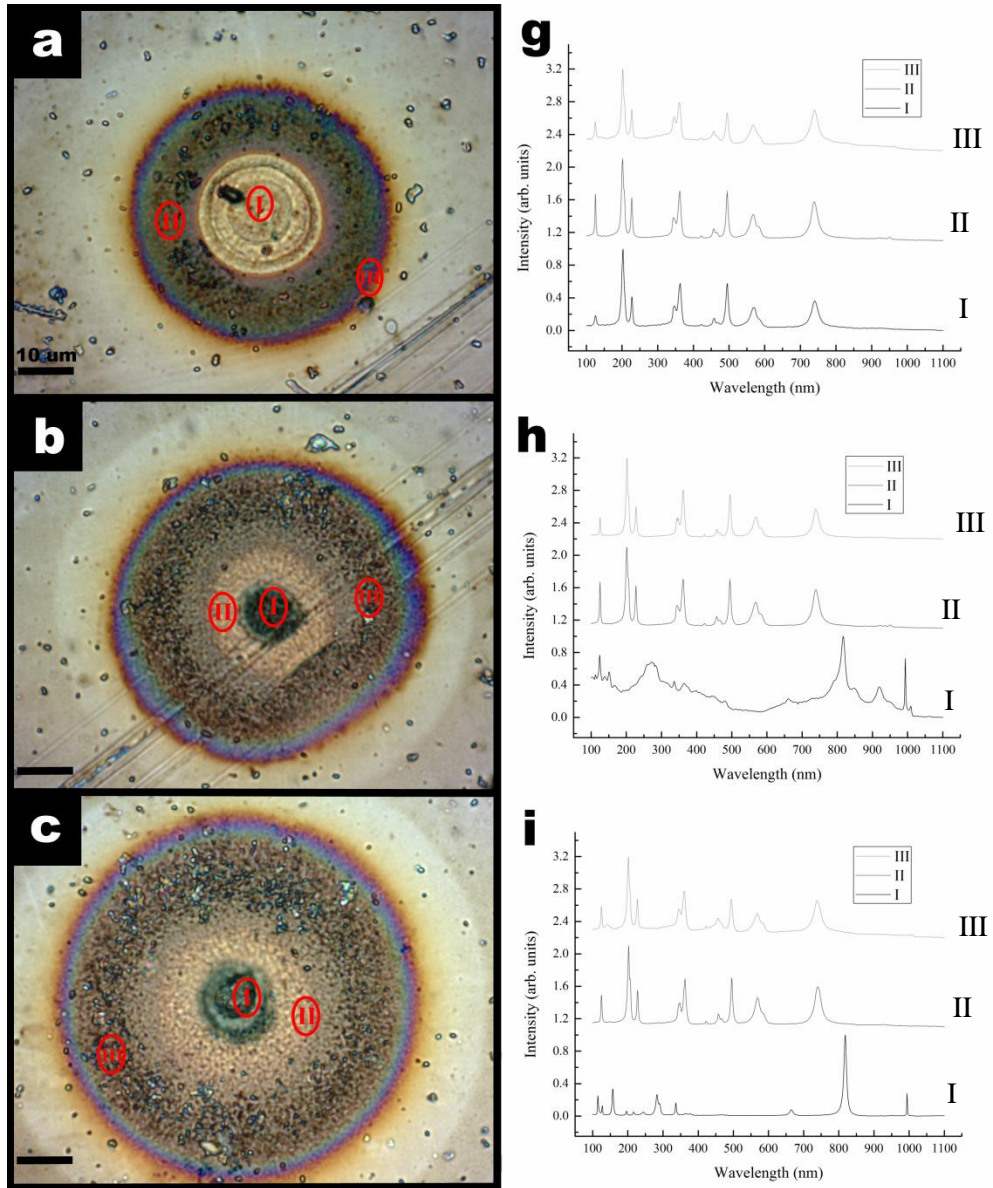 a
I
II
III
10 um
b
I
II
III
c
I
II
III
g
III
II
I
3.2
2.8
2.4
2.0
1.6
1.2
0.8
0.4
0.0
III
II
I
100 200 300 400 500 600 700 800 900 1000 1100
Wavelength (nm)
Intensity (arb. units)
h
III
II
I
3.2
2.8
2.4
2.0
1.6
1.2
0.8
0.4
0.0
III
II
I
100 200 300 400 500 600 700 800 900 1000 1100
Wavelength (nm)
Intensity (arb. units)
i
III
II
I
3.2
2.8
2.4
2.0
1.6
1.2
0.8
0.4
0.0
III
II
I
100 200 300 400 500 600 700 800 900 1000 1100
Wavelength (nm)
Intensity (arb. units)